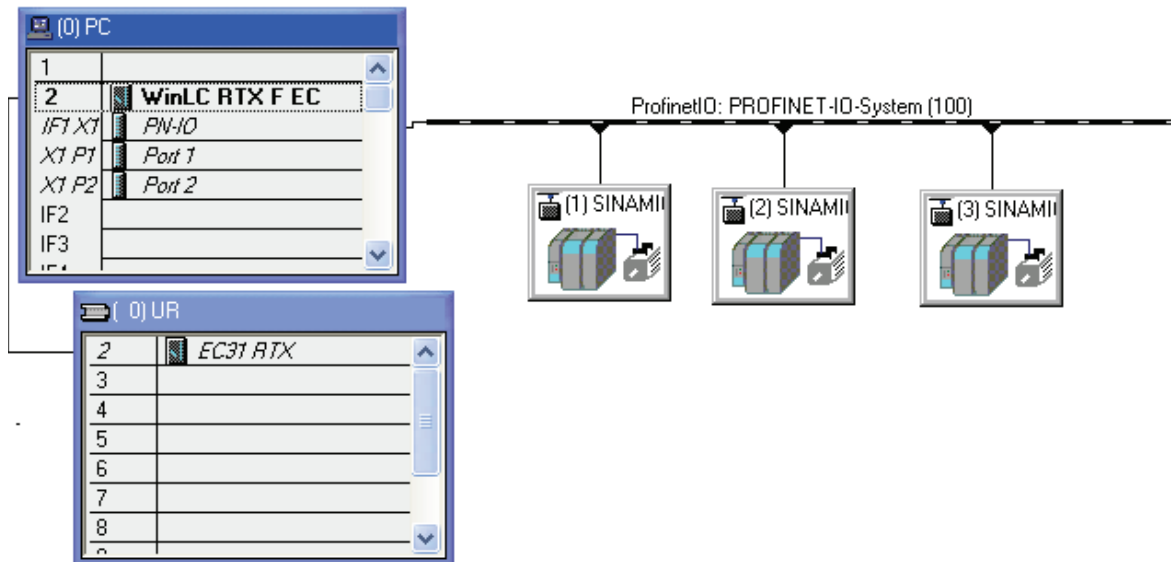 (0) PC
1
2 WinLC RTX F EC
IF1 X1 PN-IO
X1 P1 Port 1
X1 P2 Port 2
IF2
IF3
ProfinetIO: PROFINET-IO-System (100)
(1) SINAMI
(2) SINAMI
(3) SINAMI
( 0) UR
2 EC31 RTX
3
4
5
6
7
8